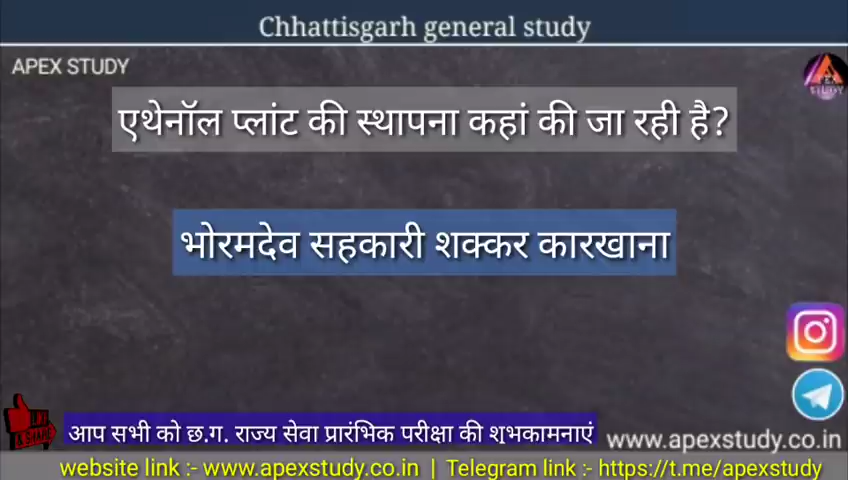 Chhattisgarh general study
APEX STUDY
एथेनॉल प्लांट की स्थापना कहां की जा रही है?
भोरमदेव सहकारी शक्कर कारखाना
आप सभी को छ.ग. राज्य सेवा प्रारंभिक परीक्षा की शुभकामनाएं
www.apexstudy.co.in
website link :- www.apexstudy.co.in | Telegram link :- https://t.me/apexstudy